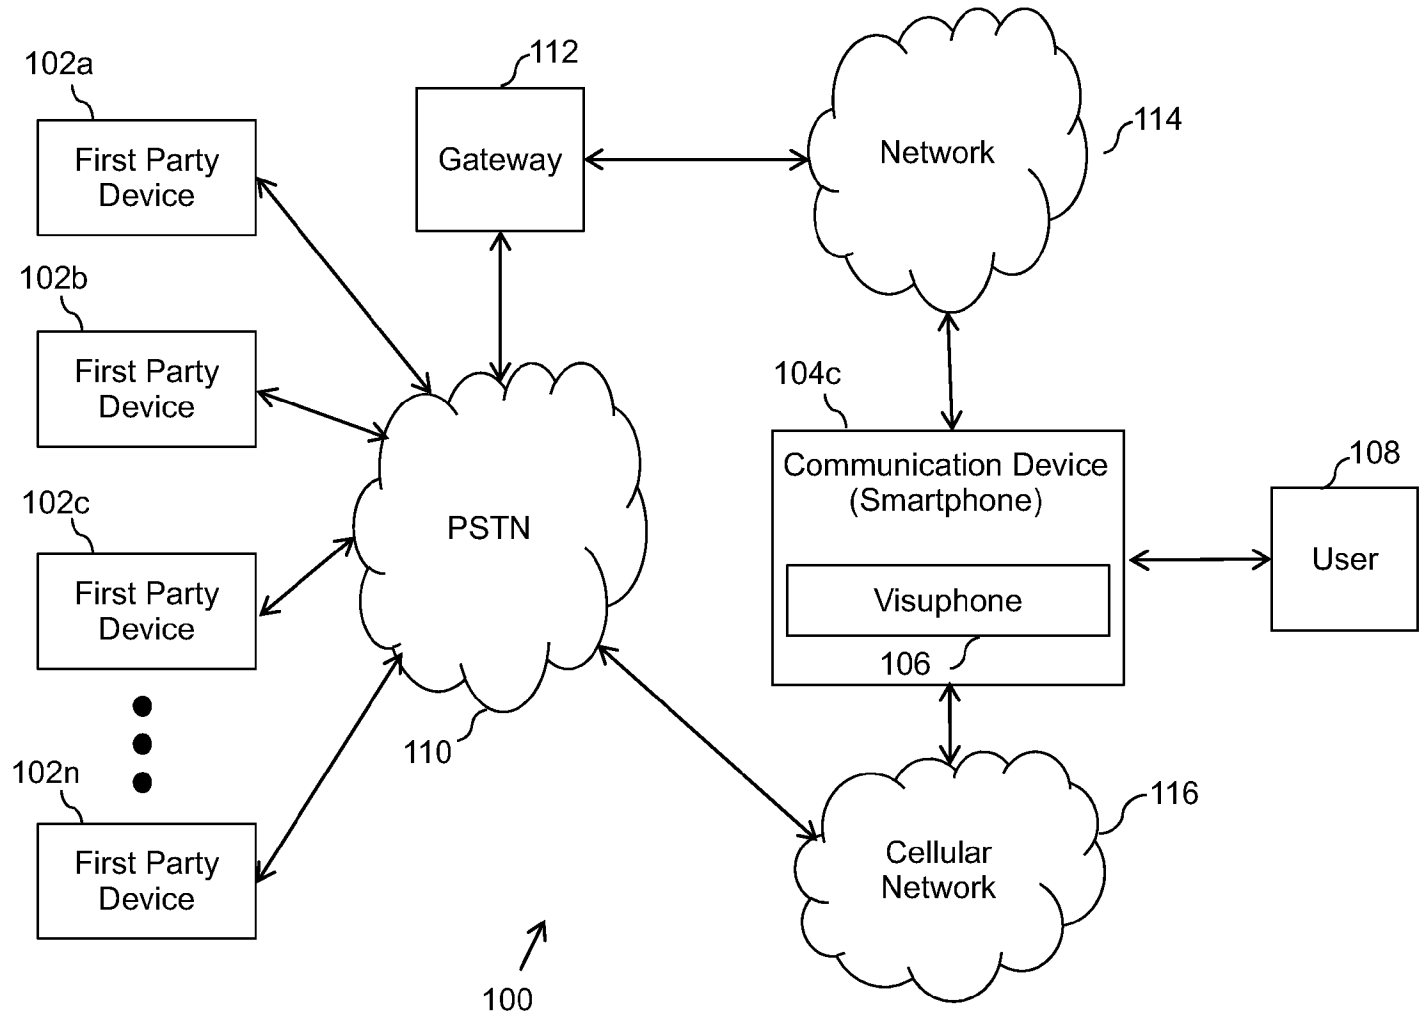 102a
First Party
Device
112
Gateway
Network
114
102b
First Party
Device
104c
Communication Device
(Smartphone)
Visuphone
106
108
User
102c
First Party
Device
PSTN
110
102n
First Party
Device
Cellular
Network
116
100